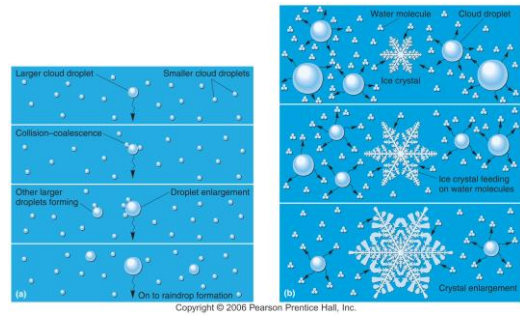 Larger cloud droplet
Smaller cloud droplets
Collision–coalescence
Other larger
droplets forming
Droplet enlargement
(a)
On to raindrop formation
Water molecule
Cloud droplet
Ice crystal
Ice crystal feeding
on water molecules
(b)
Crystal enlargement
Copyright © 2006 Pearson Prentice Hall, Inc.